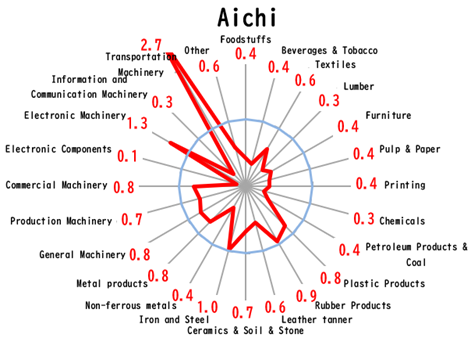 Aichi
Foodstuffs
0.4
Beverages & Tobacco
0.4
Textiles
0.6
Lumber
0.3
Furniture
0.4
Pulp & Paper
0.4
Printing
0.4
Chemicals
0.3
Petroleum Products &
Coal
0.4
Plastic Products
0.8
Rubber Products
0.9
Leather tanner
0.6
Ceramics & Soil & Stone
0.7
Iron and Steel
1.0
Non-ferrous metals
0.4
Metal products
0.8
General Machinery
0.8
Production Machinery
0.7
Commercial Machinery
0.8
Electronic Components
0.1
Electronic Machinery
1.3
Information and
Communication Machinery
0.3
Transportation
Machinery
2.7
Other
0.6